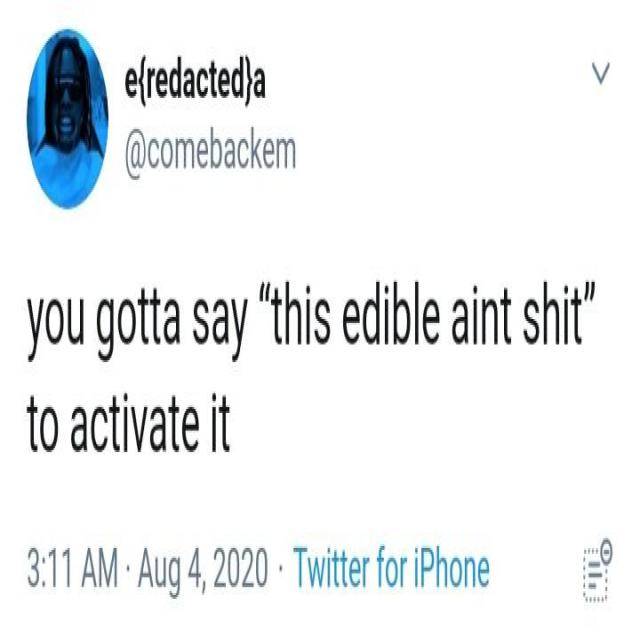 e{redacted}a
@comebackem
you gotta say “this edible aint shit”
to activate it
3:11 AM · Aug 4, 2020 · Twitter for iPhone